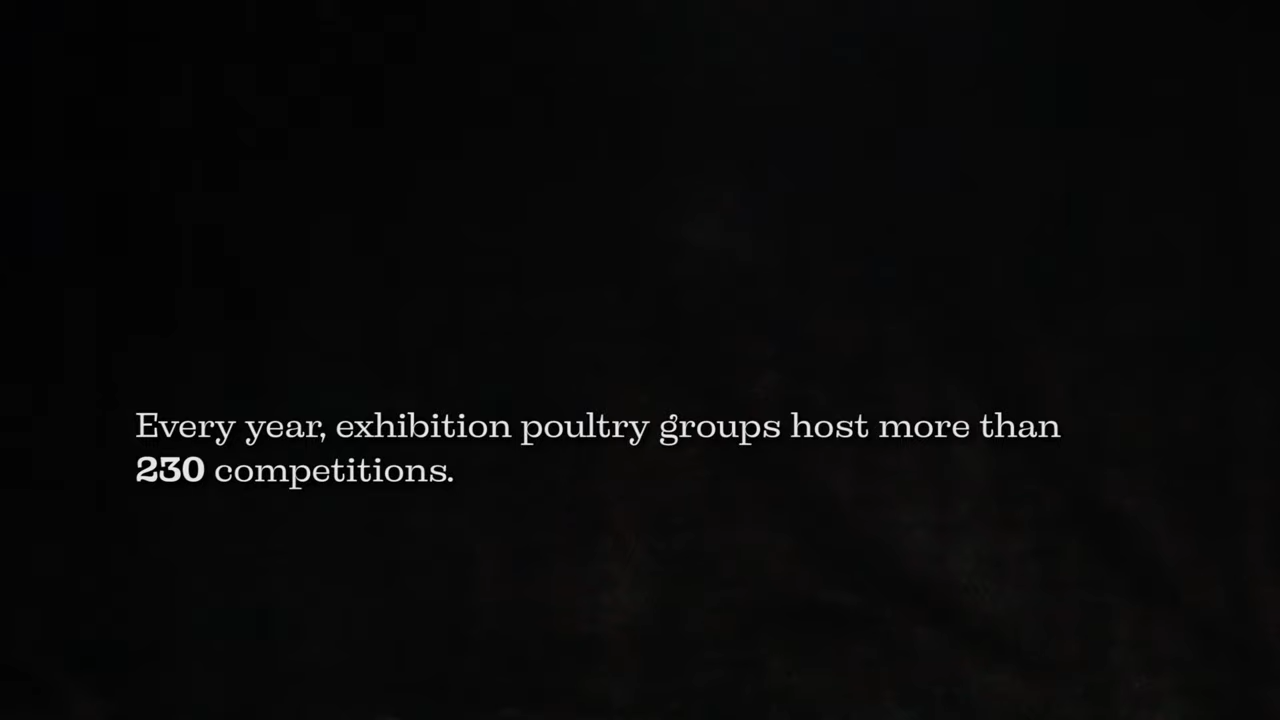 Every year, exhibition poultry groups host more than
230 competitions.